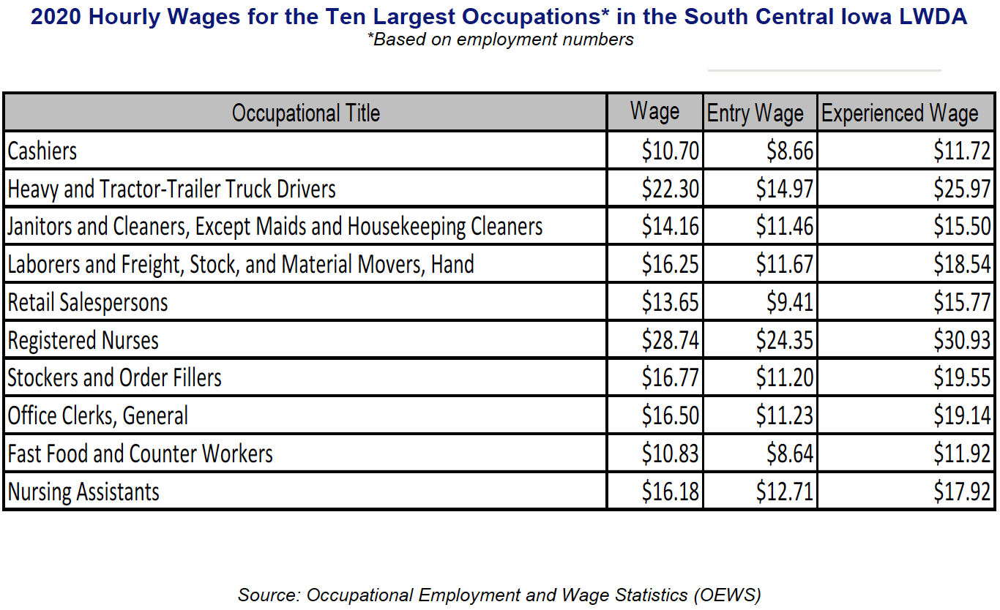 2020 Hourly Wages for the Ten Largest Occupations* in the South Central Iowa LWDA
*Based on employment numbers
Occupational Title Wage Entry Wage Experienced Wage
Cashiers $10.70 $8.66 $11.72
Heavy and Tractor-Trailer Truck Drivers $22.30 $14.97 $25.97
Janitors and Cleaners, Except Maids and Housekeeping Cleaners $14.16 $11.46 $15.50
Laborers and Freight, Stock, and Material Movers, Hand $16.25 $11.67 $18.54
Retail Salespersons $13.65 $9.41 $15.77
Registered Nurses $28.74 $24.35 $30.93
Stockers and Order Fillers $16.77 $11.20 $19.55
Office Clerks, General $16.50 $11.23 $19.14
Fast Food and Counter Workers $10.83 $8.64 $11.92
Nursing Assistants $16.18 $12.71 $17.92
Source: Occupational Employment and Wage Statistics (OEWS)